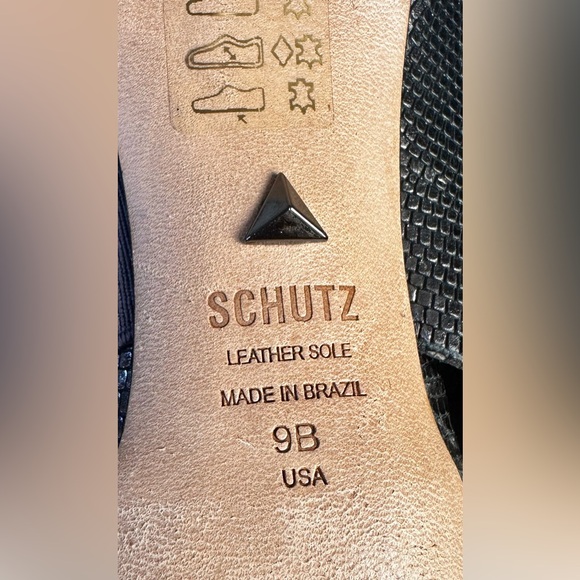 SCHUTZ
LEATHER SOLE
MADE IN BRAZIL
9B
USA